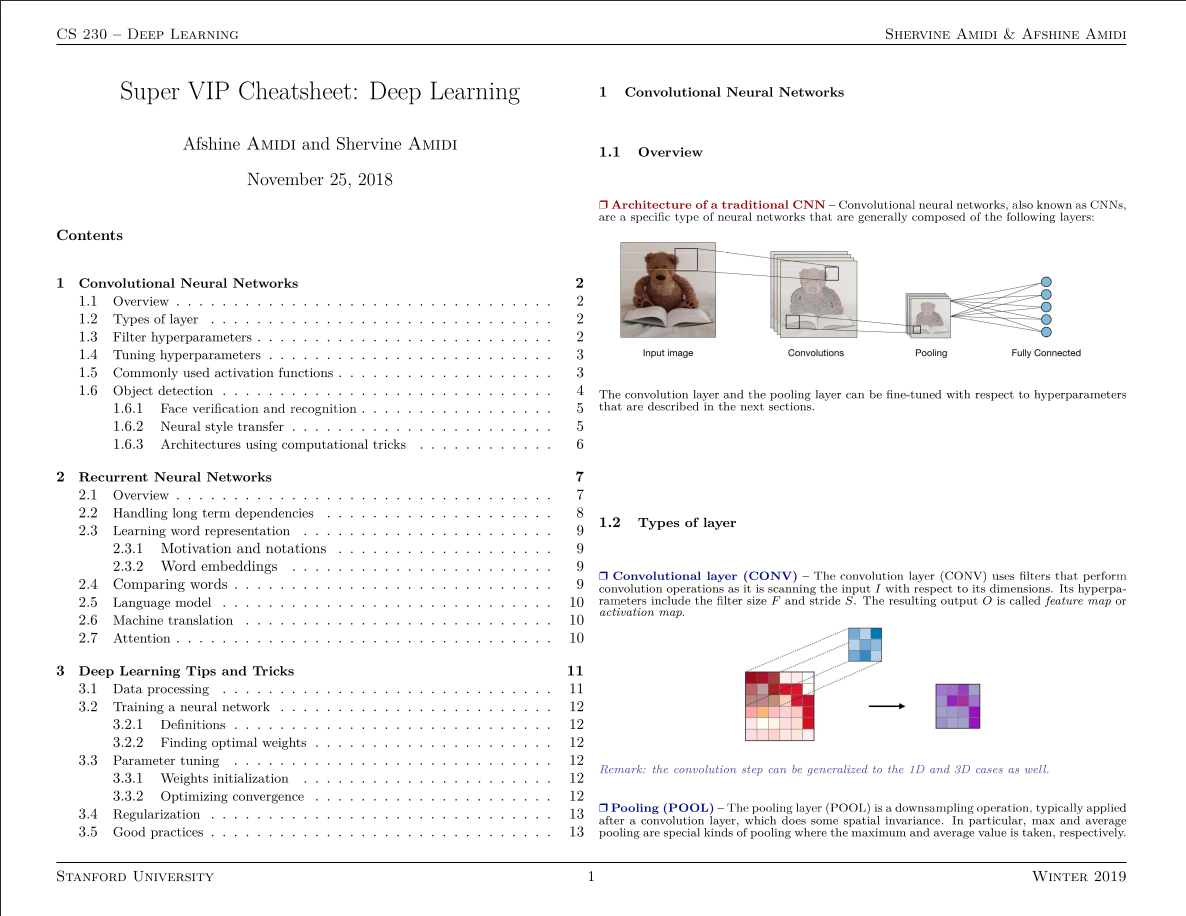 CS 230 – Deep Learning
Shervine Amidi & Afshine Amidi
Super VIP Cheatsheet: Deep Learning
Afshine Amidi and Shervine Amidi
November 25, 2018
Contents
1 Convolutional Neural Networks 2
1.1 Overview . . . . . . . . . . . . . . . . . . . . . . . . . . . . . . . . . 2
1.2 Types of layer . . . . . . . . . . . . . . . . . . . . . . . . . . . . . . 2
1.3 Filter hyperparameters . . . . . . . . . . . . . . . . . . . . . . . . . . 2
1.4 Tuning hyperparameters . . . . . . . . . . . . . . . . . . . . . . . . . 3
1.5 Commonly used activation functions . . . . . . . . . . . . . . . . . . . 3
1.6 Object detection . . . . . . . . . . . . . . . . . . . . . . . . . . . . . 4
1.6.1 Face verification and recognition . . . . . . . . . . . . . . . . . 5
1.6.2 Neural style transfer . . . . . . . . . . . . . . . . . . . . . . . 5
1.6.3 Architectures using computational tricks . . . . . . . . . . . . 6
2 Recurrent Neural Networks 7
2.1 Overview . . . . . . . . . . . . . . . . . . . . . . . . . . . . . . . . . 7
2.2 Handling long term dependencies . . . . . . . . . . . . . . . . . . . . 8
2.3 Learning word representation . . . . . . . . . . . . . . . . . . . . . . 9
2.3.1 Motivation and notations . . . . . . . . . . . . . . . . . . . 9
2.3.2 Word embeddings . . . . . . . . . . . . . . . . . . . . . . . 9
2.4 Comparing words . . . . . . . . . . . . . . . . . . . . . . . . . . . . 9
2.5 Language model . . . . . . . . . . . . . . . . . . . . . . . . . . . . . 10
2.6 Machine translation . . . . . . . . . . . . . . . . . . . . . . . . . . . 10
2.7 Attention . . . . . . . . . . . . . . . . . . . . . . . . . . . . . . . . . 10
3 Deep Learning Tips and Tricks 11
3.1 Data processing . . . . . . . . . . . . . . . . . . . . . . . . . . . . . 11
3.2 Training a neural network . . . . . . . . . . . . . . . . . . . . . . . . 12
3.2.1 Definitions . . . . . . . . . . . . . . . . . . . . . . . . . . . . 12
3.2.2 Finding optimal weights . . . . . . . . . . . . . . . . . . . . . 12
3.3 Parameter tuning . . . . . . . . . . . . . . . . . . . . . . . . . . . . . 12
3.3.1 Weights initialization . . . . . . . . . . . . . . . . . . . . . . 12
3.3.2 Optimizing convergence . . . . . . . . . . . . . . . . . . . . . 12
3.4 Regularization . . . . . . . . . . . . . . . . . . . . . . . . . . . . . . 13
3.5 Good practices . . . . . . . . . . . . . . . . . . . . . . . . . . . . . . 13
1 Convolutional Neural Networks
1.1 Overview
❒ Architecture of a traditional CNN – Convolutional neural networks, also known as CNNs,
are a specific type of neural networks that are generally composed of the following layers:
Input image Convolutions Pooling Fully Connected
The convolution layer and the pooling layer can be fine-tuned with respect to hyperparameters
that are described in the next sections.
1.2 Types of layer
❒ Convolutional layer (CONV) – The convolution layer (CONV) uses filters that perform
convolution operations as it is scanning the input I with respect to its dimensions. Its hyperpa-
rameters include the filter size F and stride S. The resulting output O is called feature map or
activation map.
Remark: the convolution step can be generalized to the 1D and 3D cases as well.
❒ Pooling (POOL) – The pooling layer (POOL) is a downsampling operation, typically applied
after a convolution layer, which does some spatial invariance. In particular, max and average
pooling are special kinds of pooling where the maximum and average value is taken, respectively.
Stanford University
1
Winter 2019